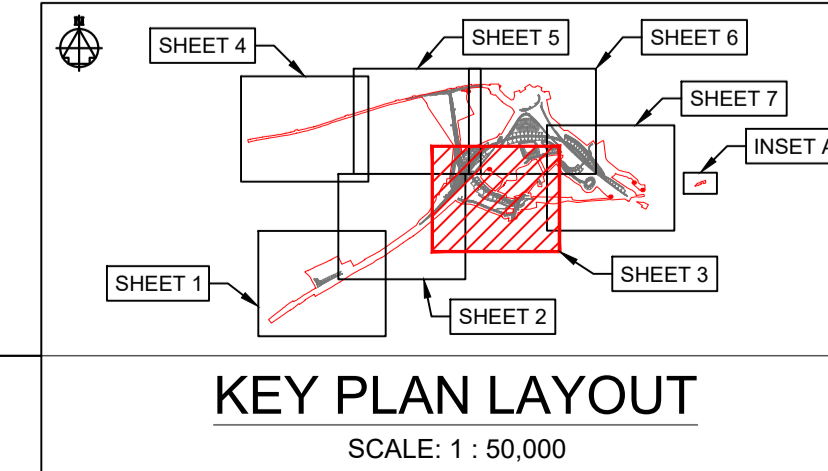 SHEET 4
SHEET 5
SHEET 6
SHEET 7
INSET A
SHEET 1
SHEET 2
SHEET 3
KEY PLAN LAYOUT
SCALE: 1 : 50,000